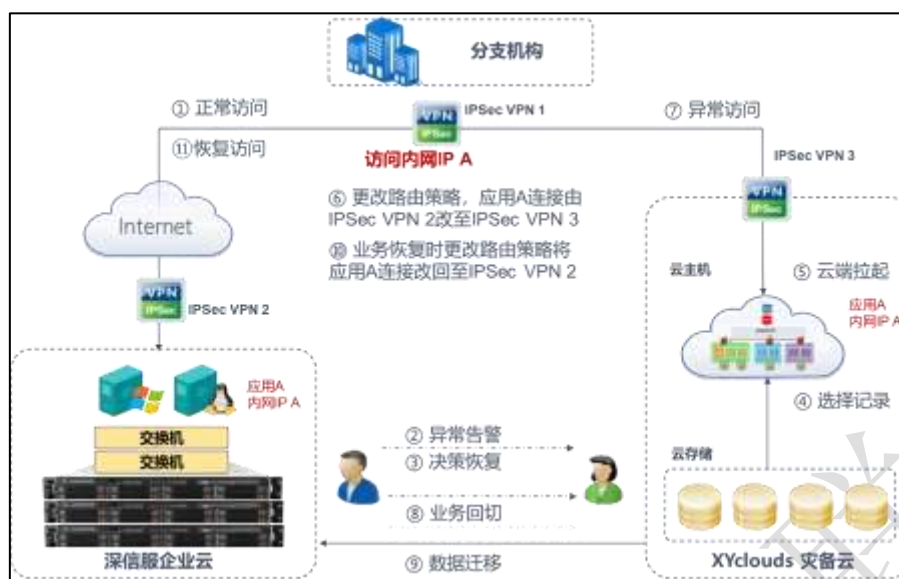 分支机构
① 正常访问
VPN
IPSec
IPSec VPN 1
⑦ 异常访问
⑪恢复访问
访问内网IP A
IPSec VPN 3
VPN
IPSec
⑥ 更改路由策略，应用A连接由
IPSec VPN 2改至IPSec VPN 3
Internet
⑩ 业务恢复时更改路由策略将
应用A连接改回至IPSec VPN 2
云主机
⑤ 云端拉起
VPN
IPSec
IPSec VPN 2
应用A
内网IP A
应用A
内网IP A
④ 选择记录
交换机
交换机
② 异常告警
③ 决策恢复
云存储
⑧ 业务回切
深信服企业云
⑨ 数据迁移
XYclouds 灾备云